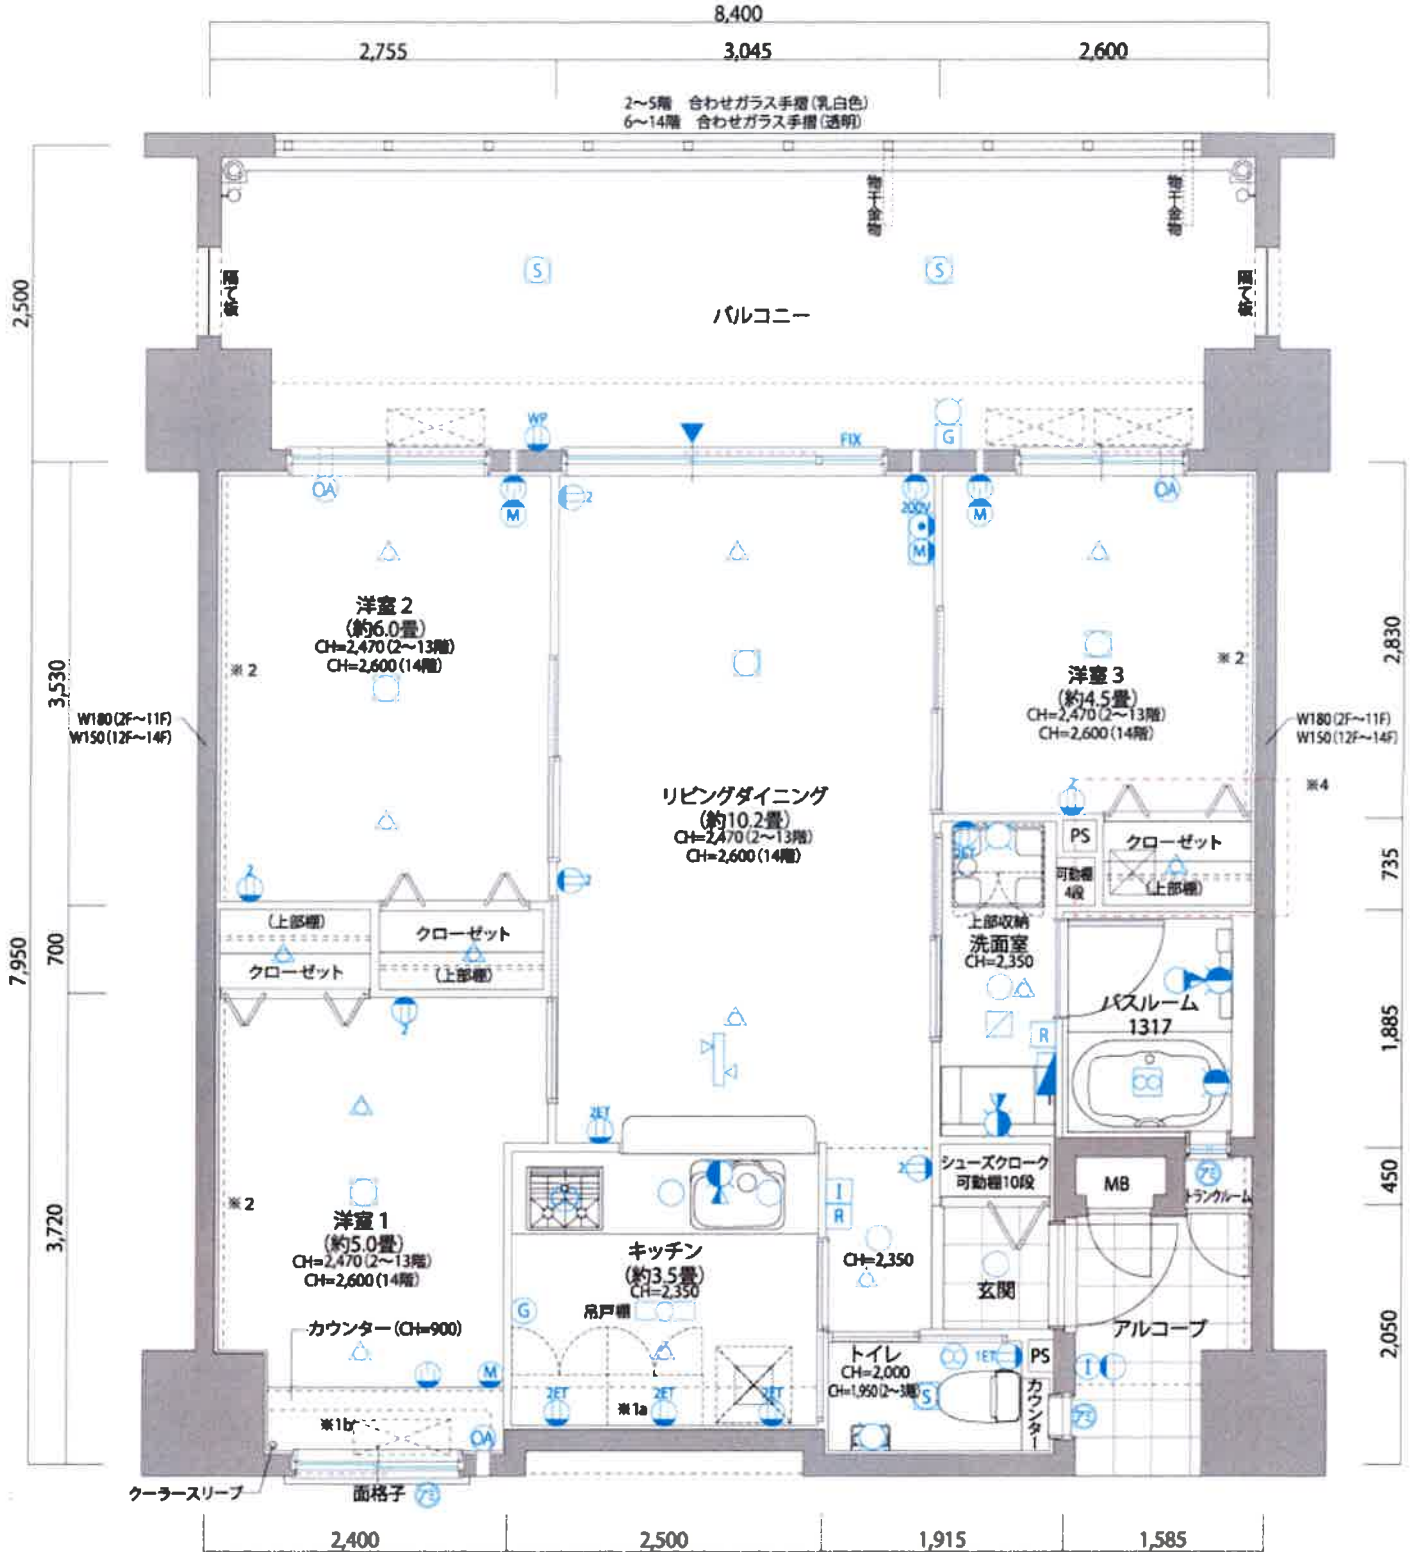 8,400
2,755
3,045
2,600
2~5階 合わせガラス手摺(乳白色)
6~14階 合わせガラス手摺(透明)
物干金物
物干金物
2,500
隔て板
隔て板
S
S
バルコニー
WP
FIX
G
OA
M
2
200V
M
M
OA
洋室2
(約6.0畳)
CH=2,470(2~13階)
CH=2,600(14階)
※2
洋室3
(約4.5畳)
CH=2,470(2~13階)
CH=2,600(14階)
※2
3,530
2,830
W180(2F~11F)
W150(12F~14F)
W180(2F~11F)
W150(12F~14F)
リビングダイニング
(約10.2畳)
CH=2,470(2~13階)
CH=2,600(14階)
※4
2
2
2
2ET
PS
クローゼット
(上部棚)
可動棚
4段
735
上部収納
洗面室
CH=2,350
(上部棚)
クローゼット
クローゼット
(上部棚)
700
7,950
2
バスルーム
1317
R
1,885
2ET
2
シューズクローク
可動棚10段
MB
アミ
トランクルーム
450
I
R
※2
洋室1
(約5.0畳)
CH=2,470(2~13階)
CH=2,600(14階)
3,720
キッチン
(約3.5畳)
CH=2,350
吊戸棚
G
CH=2,350
玄関
アルコーブ
2,050
カウンター(CH=900)
M
トイレ
CH=2,000
CH=1,950(2~3階)
1ET
PS
I
S
カウンター
アミ
2ET
2ET
2ET
※1a
※1b
OA
クーラースリーブ
面格子
アミ
2,400
2,500
1,915
1,585